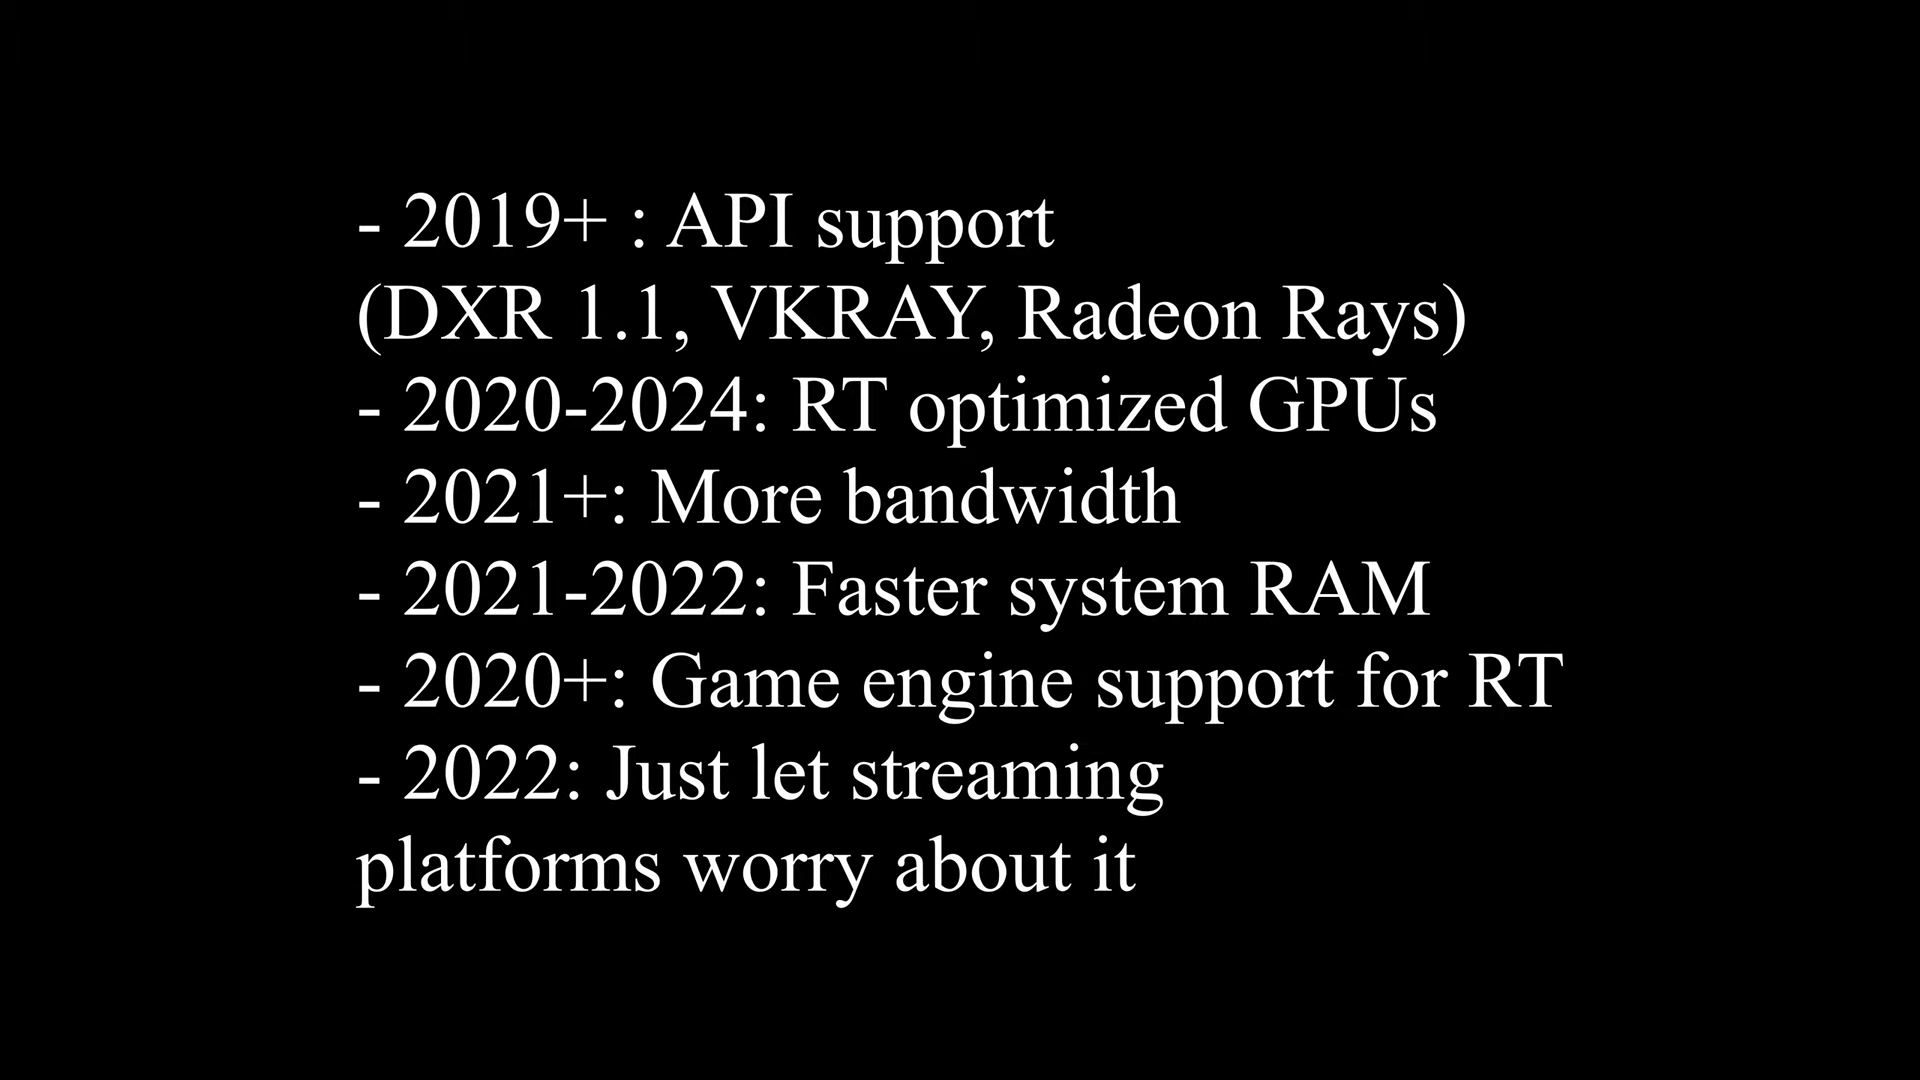 - 2019+ : API support
(DXR 1.1, VKRAY, Radeon Rays)
- 2020-2024: RT optimized GPUs
- 2021+: More bandwidth
- 2021-2022: Faster system RAM
- 2020+: Game engine support for RT
- 2022: Just let streaming
platforms worry about it